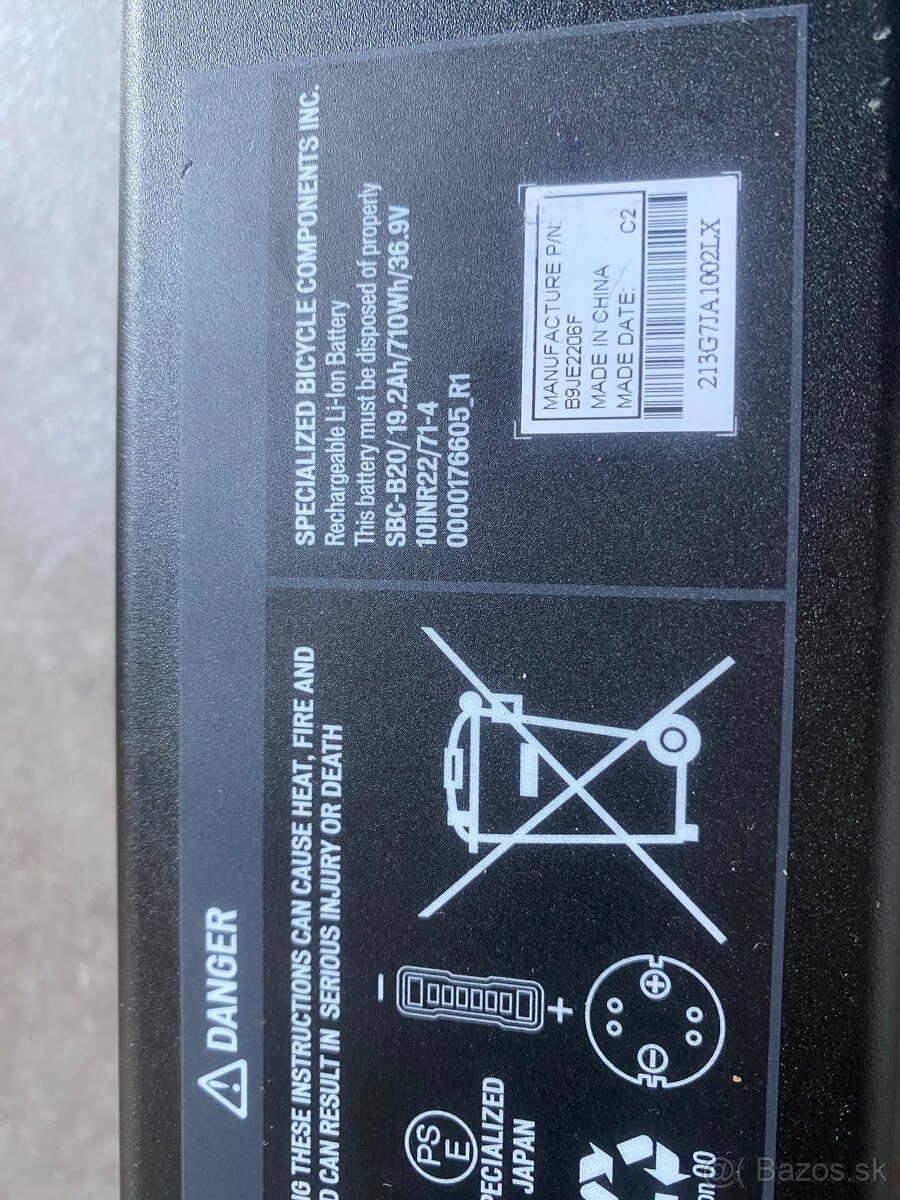 DANGER
G THESE INSTRUCTIONS CAN CAUSE HEAT, FIRE AND
D CAN RESULT IN SERIOUS INJURY OR DEATH
SPECIALIZED BICYCLE COMPONENTS INC.
Rechargeable Li-Ion Battery
This battery must be disposed of properly
SBC-B20/ 19.2Ah/710Wh/36.9V
10INR22/71-4
0000176605_R1
MANUFACTURE P/N:
B9JE2206F
MADE IN CHINA
MADE DATE: C2
213G7JA1002LX
− +
PS
E
PECIALIZED
JAPAN
Bazos.sk